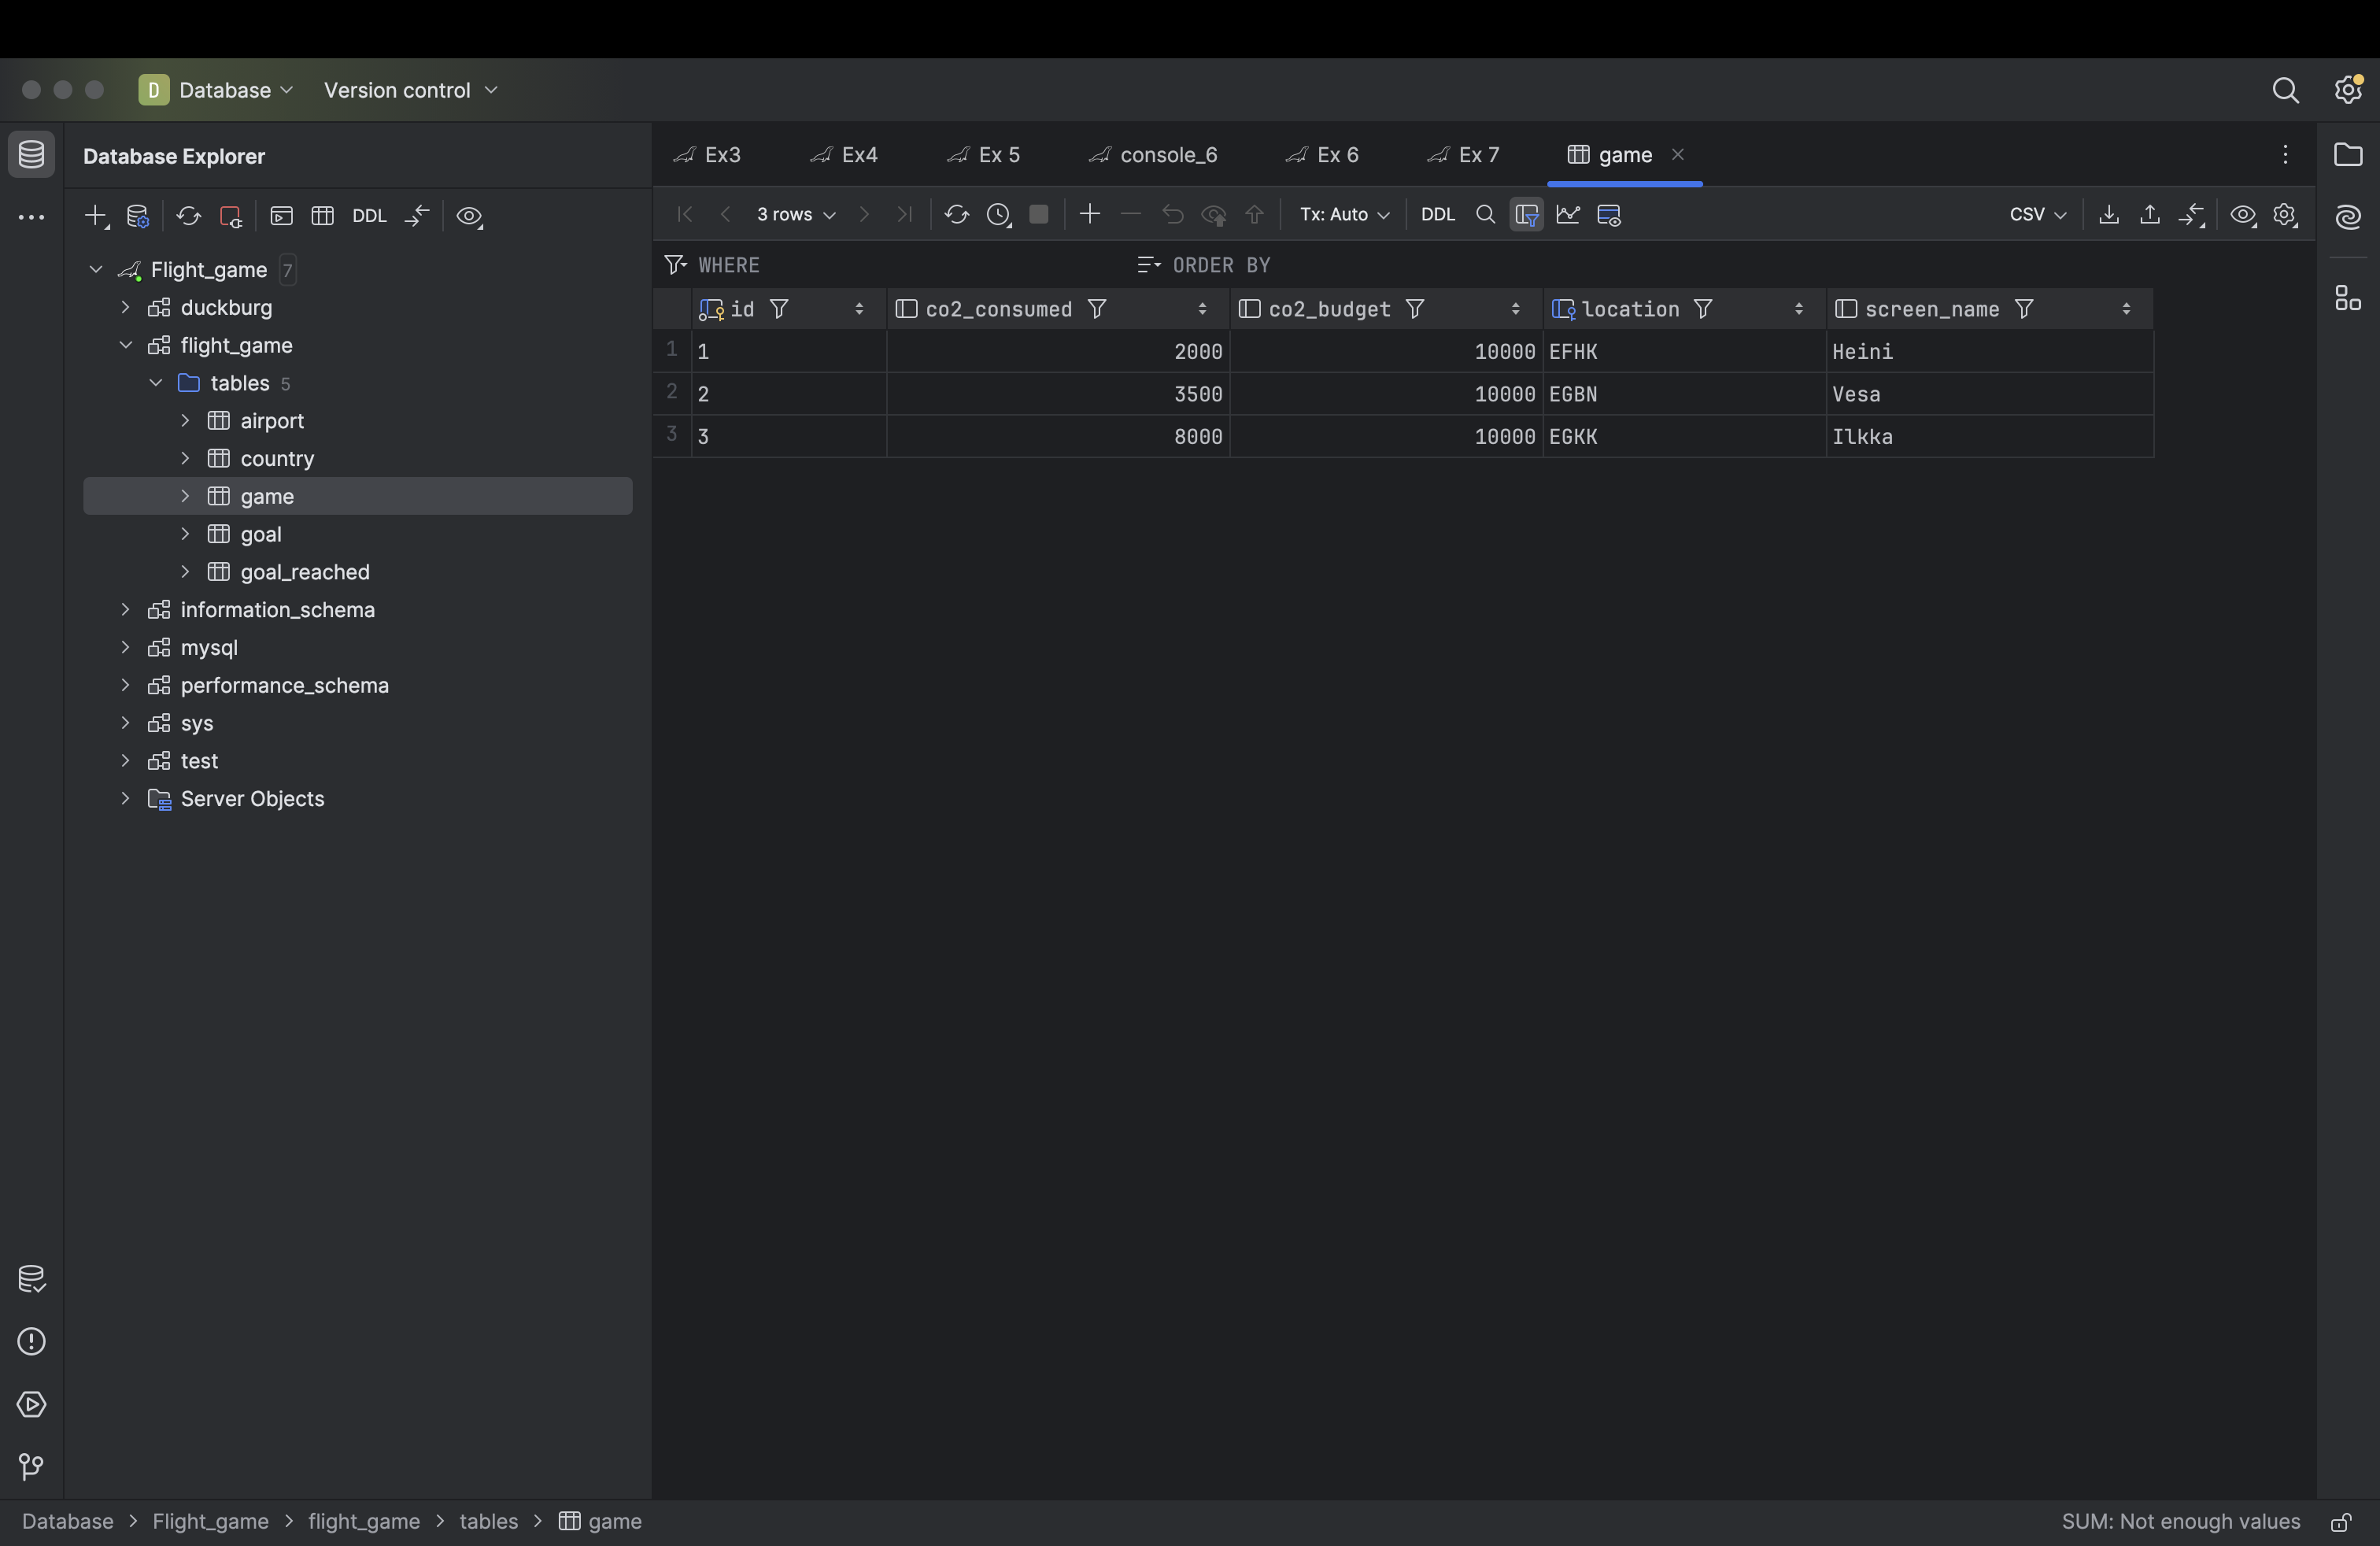 D Database Version control
Database Explorer
DDL
Flight_game 7
duckburg
flight_game
tables 5
airport
country
game
goal
goal_reached
information_schema
mysql
performance_schema
sys
test
Server Objects
Ex3 Ex4 Ex 5 console_6 Ex 6 Ex 7 game
3 rows Tx: Auto DDL CSV
WHERE ORDER BY
id co2_consumed co2_budget location screen_name
1 1 2000 10000 EFHK Heini
2 2 3500 10000 EGBN Vesa
3 3 8000 10000 EGKK Ilkka
Database > Flight_game > flight_game > tables > game
SUM: Not enough values